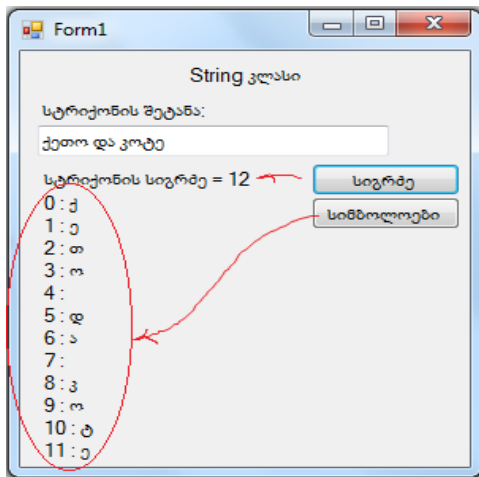 Form1
String კლასი
სტრიქონის შეტანა:
ქეთო და კოტე
სტრიქონის სიგრძე = 12
სიგრძე
სიმბოლოები
0 : ქ
1 : ე
2 : თ
3 : ო
4 :
5 : დ
6 : ა
7 :
8 : კ
9 : ო
10 : ტ
11 : ე